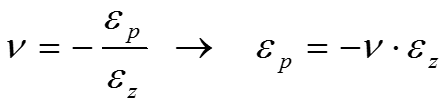 ν = - ε_p / ε_z → ε_p = -ν · ε_z